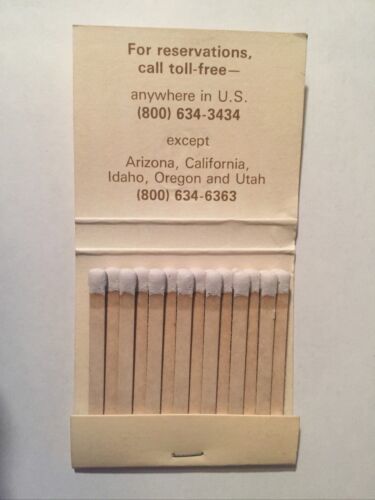 For reservations,
call toll-free—
anywhere in U.S.
(800) 634-3434
except
Arizona, California,
Idaho, Oregon and Utah
(800) 634-6363